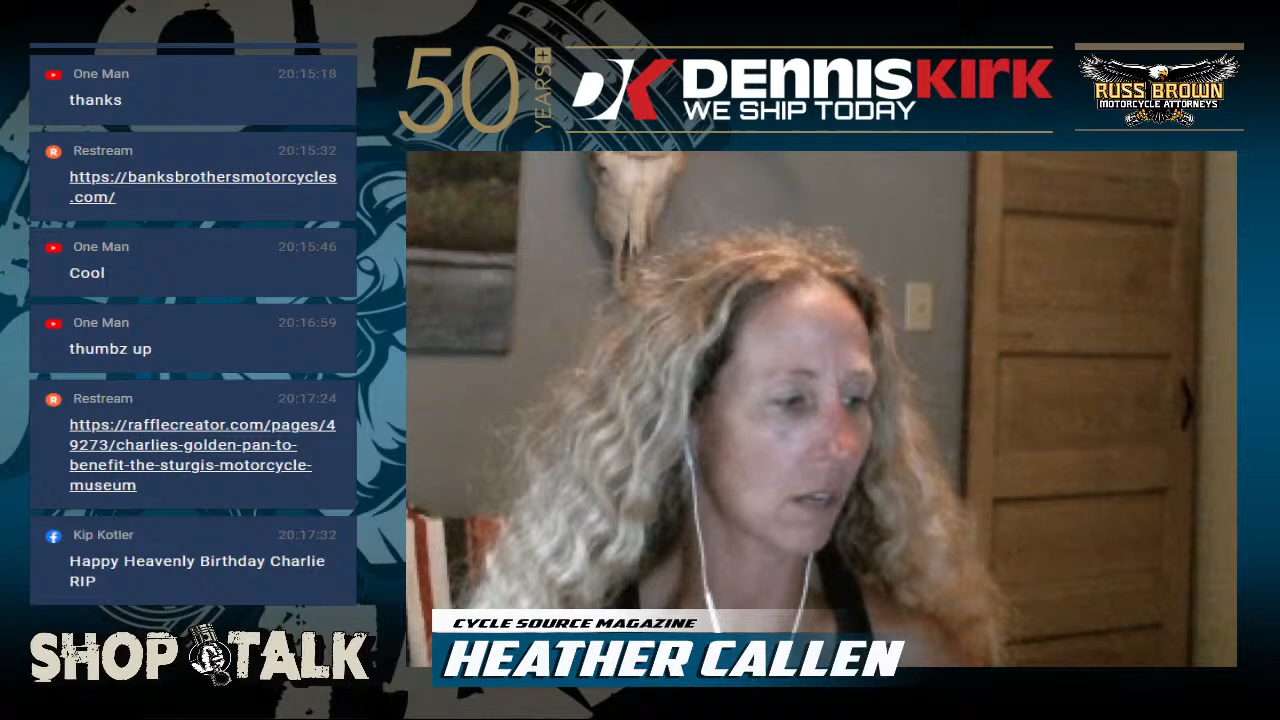 One Man 20:15:18
thanks
Restream 20:15:32
https://banksbrothersmotorcycles
.com/
One Man 20:15:46
Cool
One Man 20:16:59
thumbz up
Restream 20:17:24
https://rafflecreator.com/pages/4
9273/charlies-golden-pan-to-
benefit-the-sturgis-motorcycle-
museum
Kip Kotler 20:17:32
Happy Heavenly Birthday Charlie
RIP
SHOP TALK
50 YEARS+
DENNIS KIRK
WE SHIP TODAY
RUSS BROWN
MOTORCYCLE ATTORNEYS
CYCLE SOURCE MAGAZINE
HEATHER CALLEN